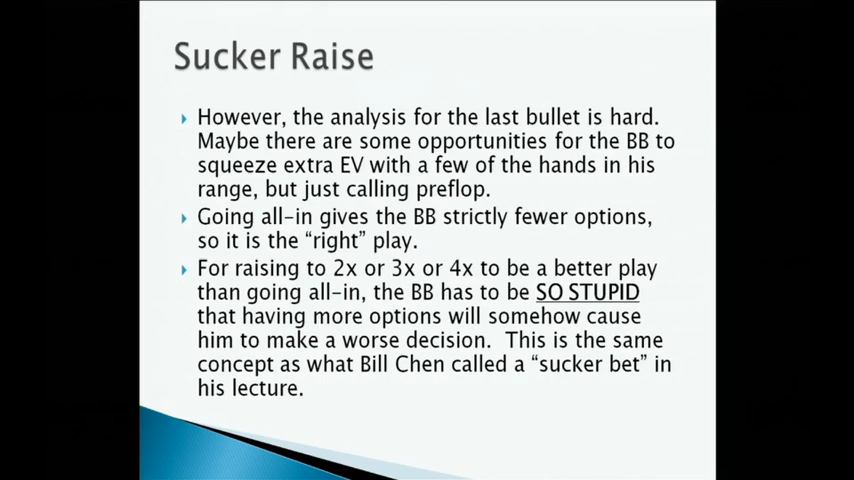 Sucker Raise
However, the analysis for the last bullet is hard.
Maybe there are some opportunities for the BB to
squeeze extra EV with a few of the hands in his
range, but just calling preflop.
Going all-in gives the BB strictly fewer options,
so it is the “right” play.
For raising to 2x or 3x or 4x to be a better play
than going all-in, the BB has to be SO STUPID
that having more options will somehow cause
him to make a worse decision.  This is the same
concept as what Bill Chen called a “sucker bet” in
his lecture.